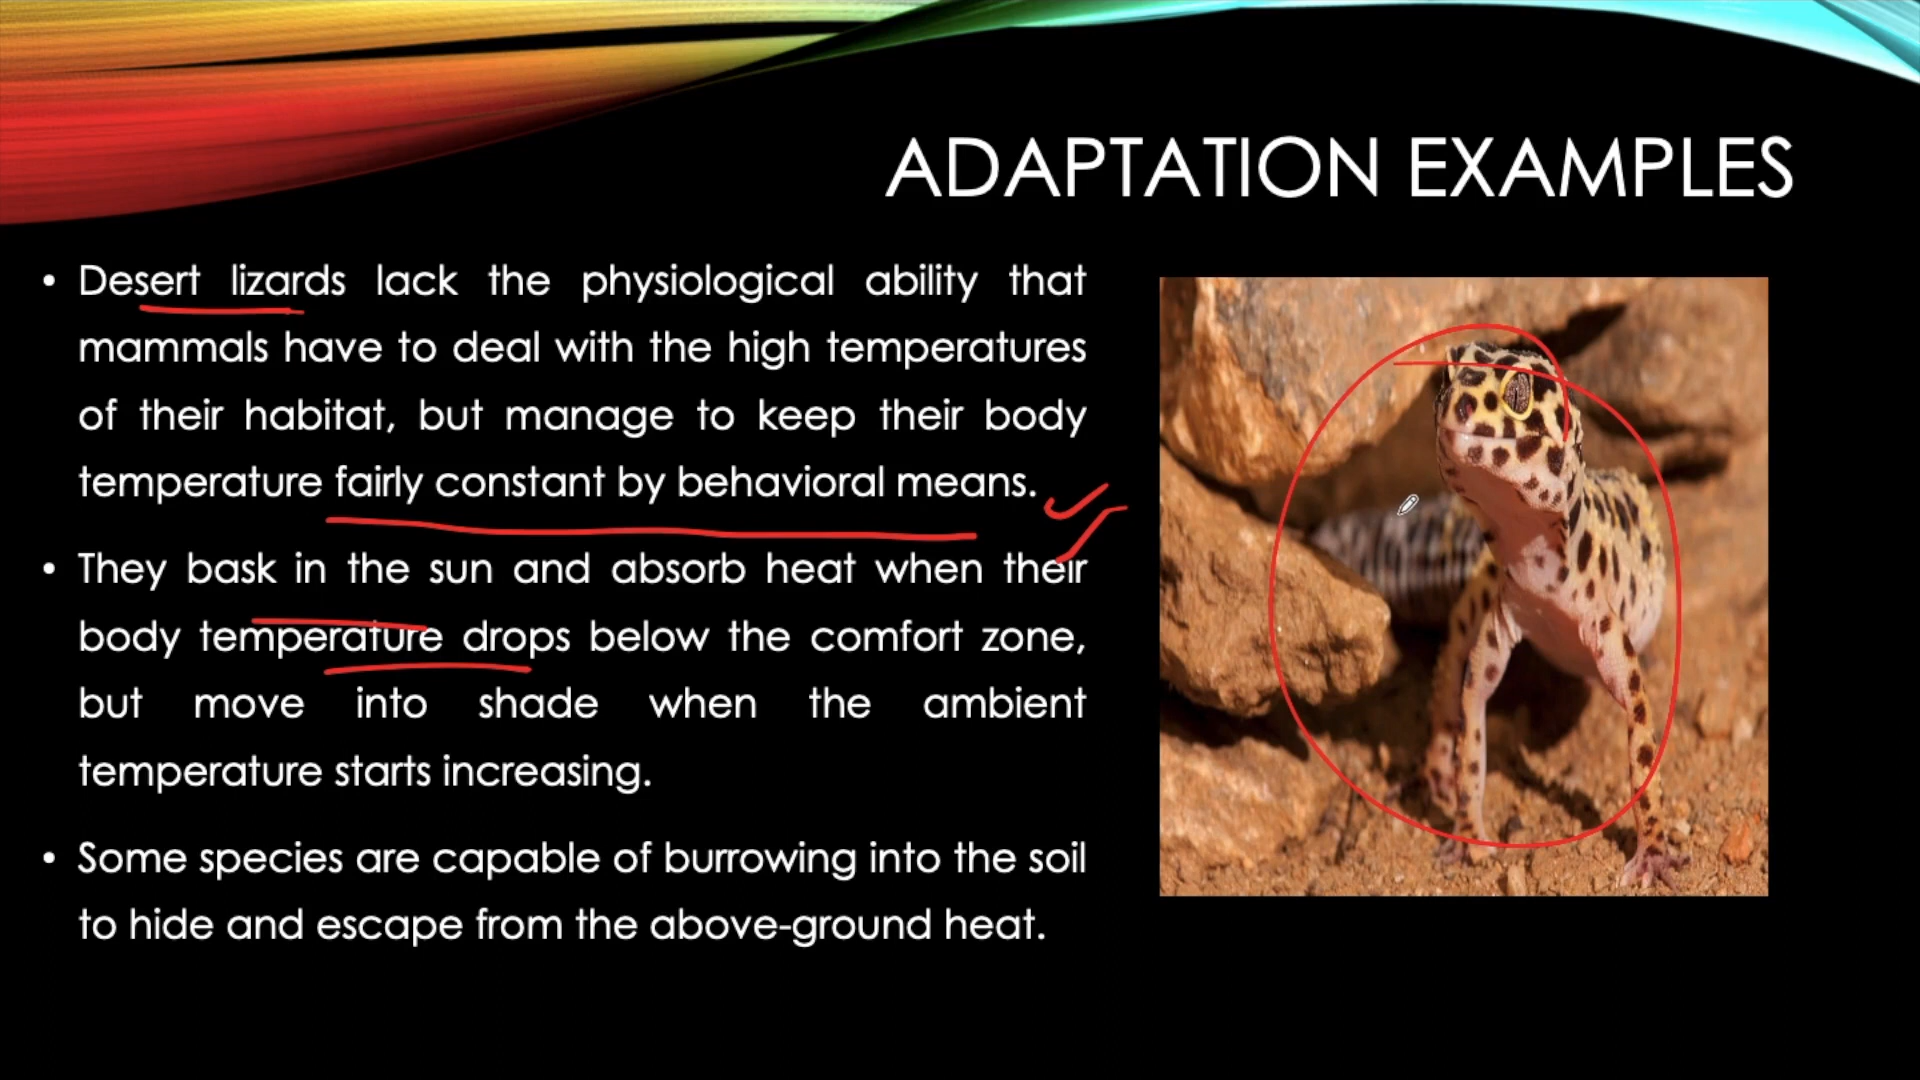 ADAPTATION EXAMPLES
• Desert lizards lack the physiological ability that
mammals have to deal with the high temperatures
of their habitat, but manage to keep their body
temperature fairly constant by behavioral means.
• They bask in the sun and absorb heat when their
body temperature drops below the comfort zone,
but move into shade when the ambient
temperature starts increasing.
• Some species are capable of burrowing into the soil
to hide and escape from the above-ground heat.